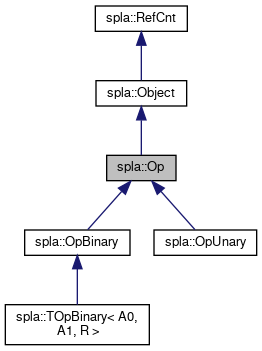 spla::RefCnt
spla::Object
spla::Op
spla::OpBinary
spla::OpUnary
spla::TOpBinary< A0,
A1, R >